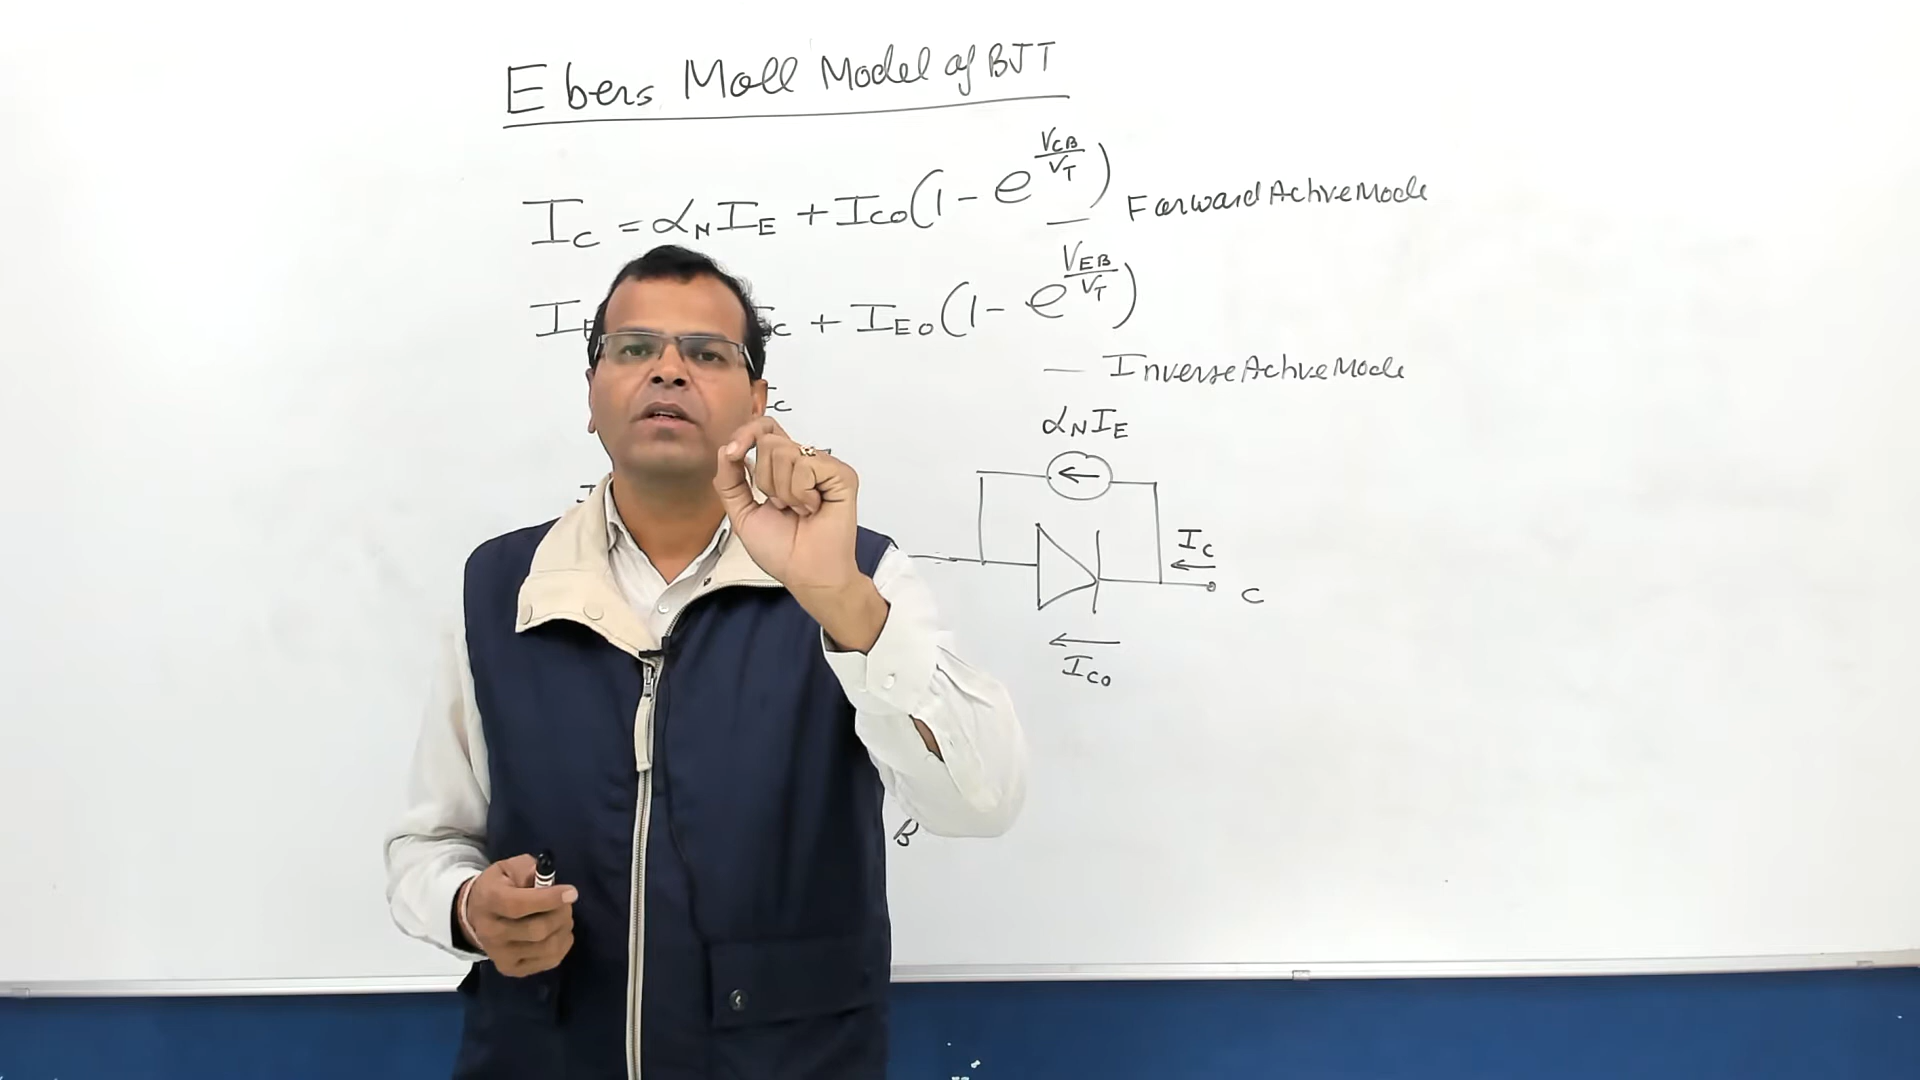 Ebers Moll Model of BJT
I_C = α_N I_E + I_CO (1 - e^(V_CB/V_T)) — Forward Active Mode
I_E C + I_EO (1 - e^(V_EB/V_T))
— Inverse Active Mode
C
α_N I_E
I_C
C
I_CO
B